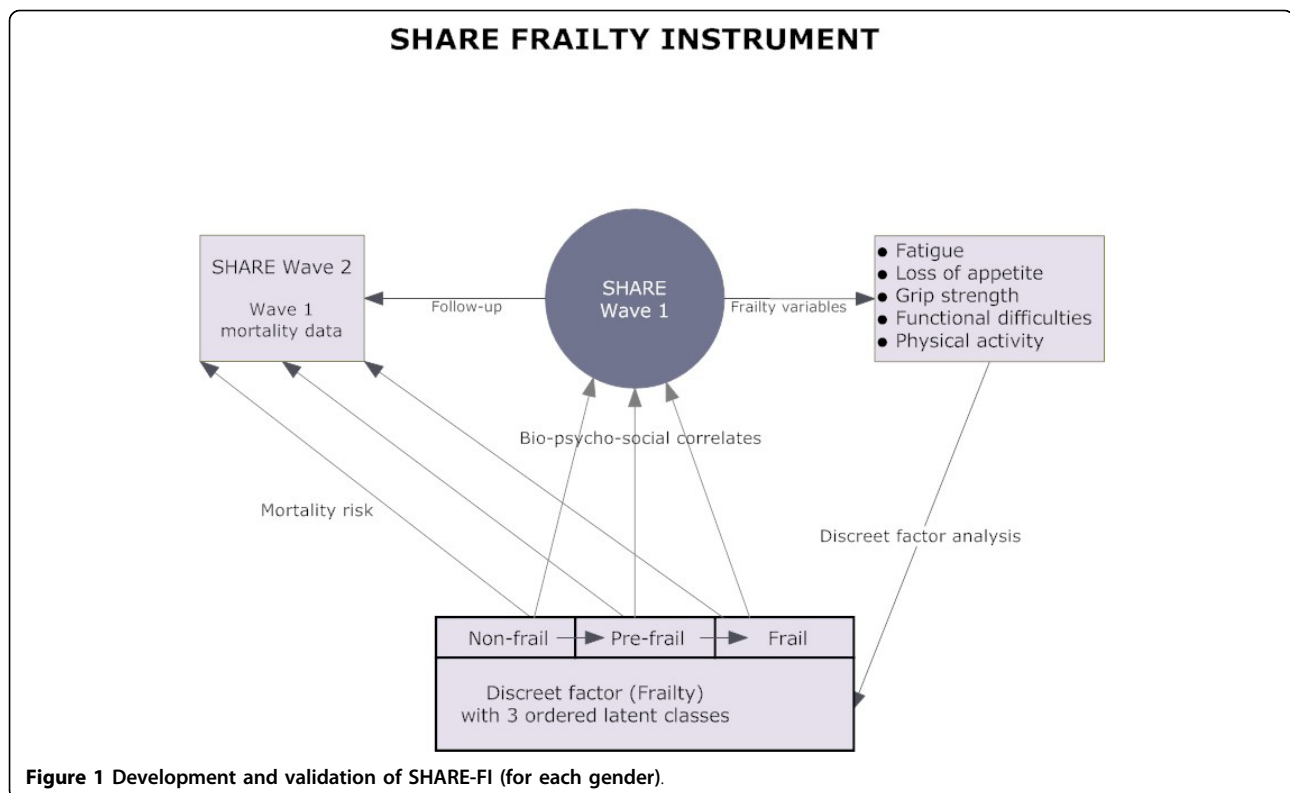 SHARE FRAILTY INSTRUMENT
SHARE Wave 2
Wave 1
mortality data
Follow-up
SHARE
Wave 1
Frailty variables
● Fatigue
● Loss of appetite
● Grip strength
● Functional difficulties
● Physical activity
Bio-psycho-social correlates
Mortality risk
Discreet factor analysis
Non-frail
Pre-frail
Frail
Discreet factor (Frailty)
with 3 ordered latent classes
Figure 1 Development and validation of SHARE-FI (for each gender).